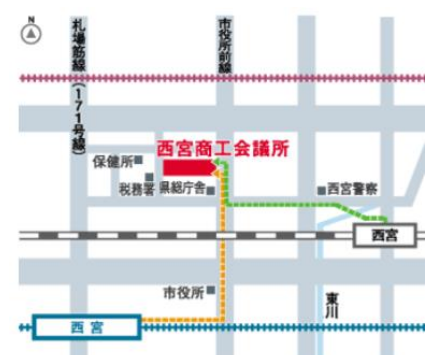 N
札場筋線(171号線)
市役所前線
西宮商工会議所
保健所
税務署
県総庁舎
西宮警察
西宮
市役所
東川
西宮